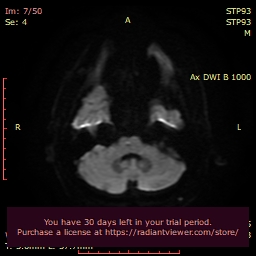 Im: 7/50
Se: 4
STP93
STP93
M
A
Ax DWI B 1000
R
L
You have 30 days left in your trial period.
Purchase a license at https://radiantviewer.com/store/